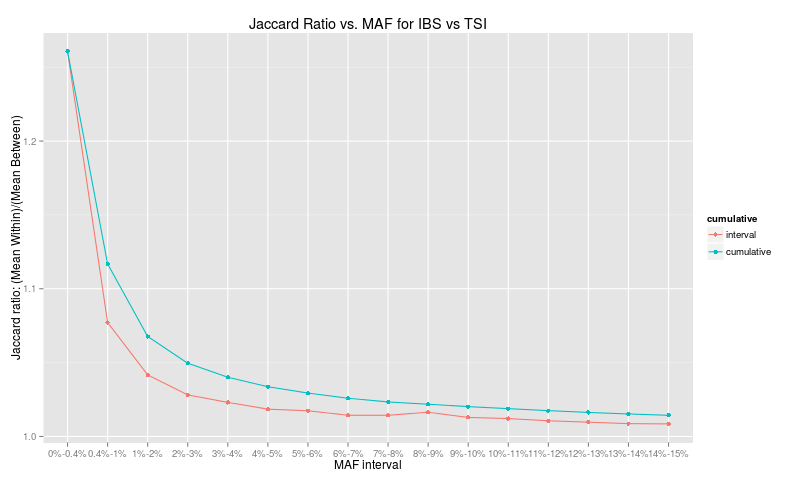 Jaccard Ratio vs. MAF for IBS vs TSI
Jaccard ratio: (Mean Within)/(Mean Between)
1.2
1.1
1.0
0%-0.4% 0.4%-1% 1%-2% 2%-3% 3%-4% 4%-5% 5%-6% 6%-7% 7%-8% 8%-9% 9%-10% 10%-11% 11%-12% 12%-13% 13%-14% 14%-15%
MAF interval
cumulative
interval
cumulative